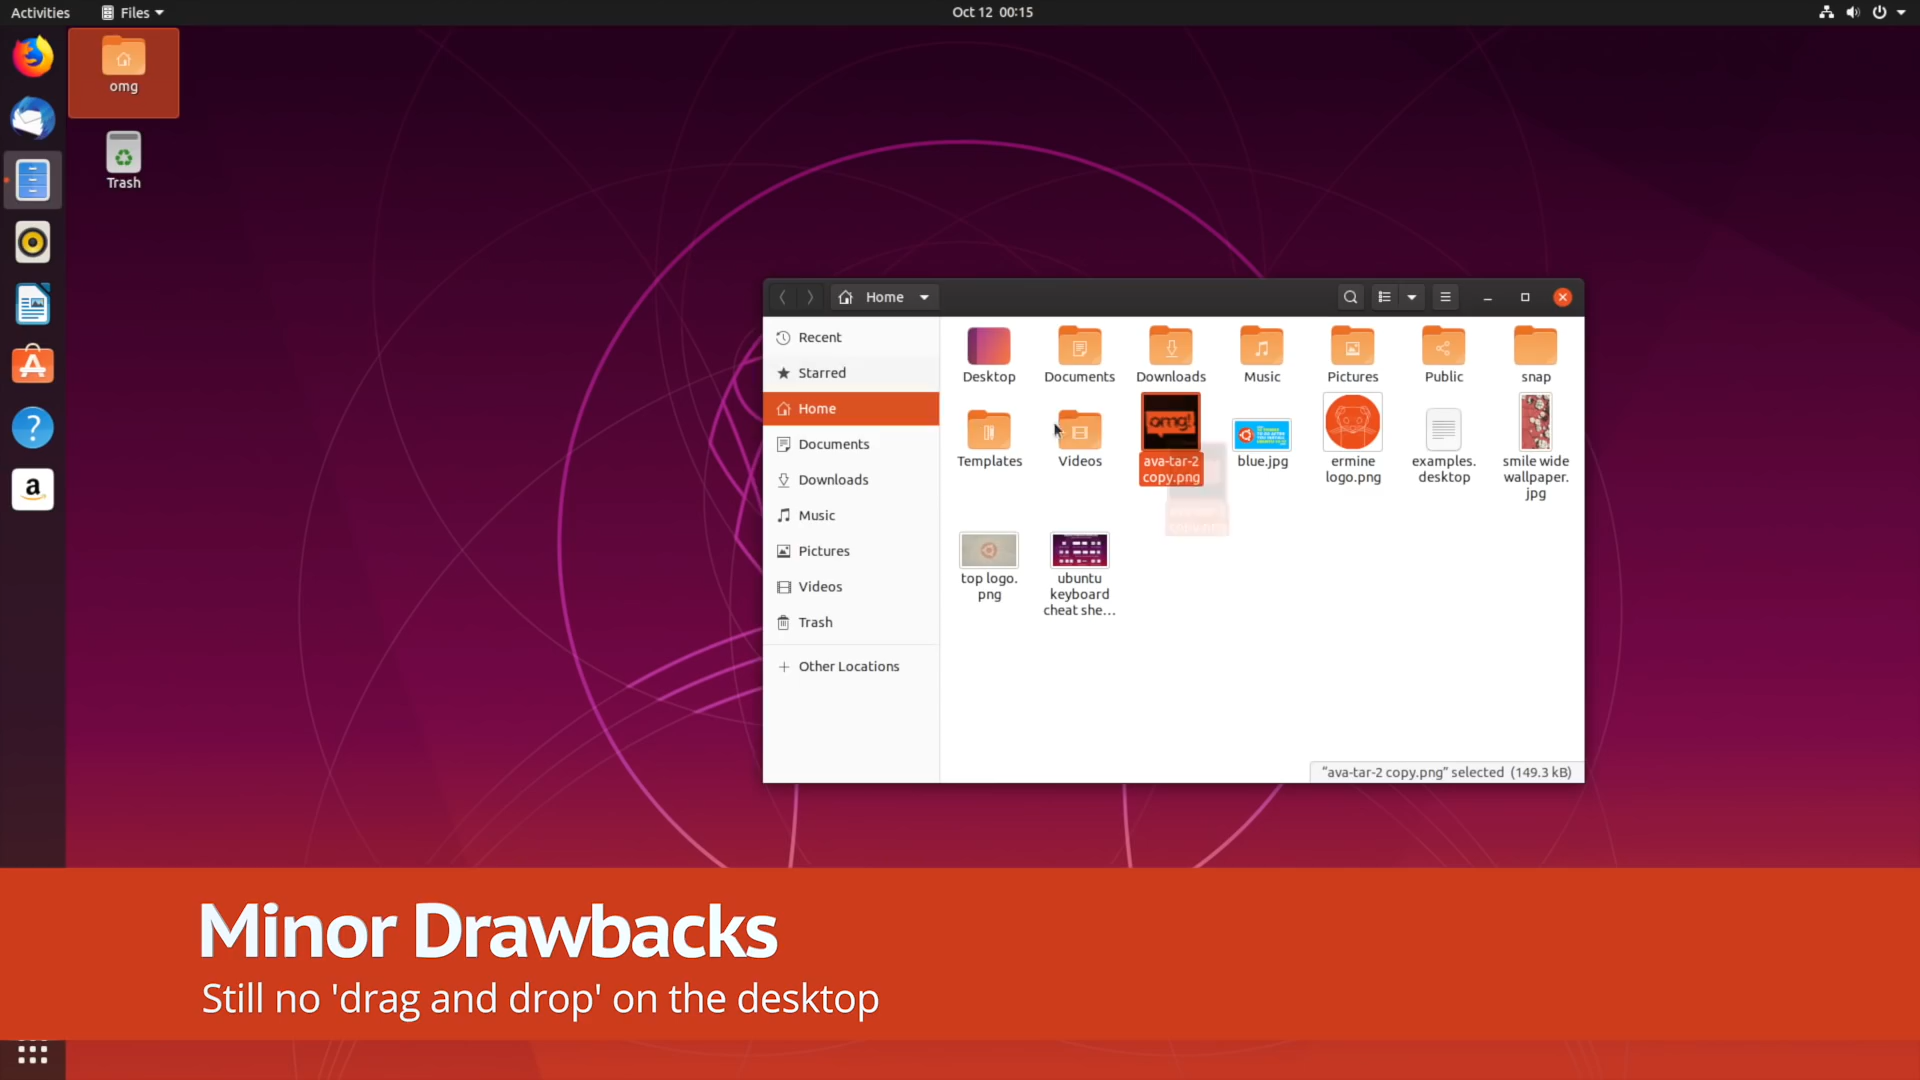 Activities
Files
Oct 12 00:15
omg
Trash
Home
Recent
Starred
Home
Documents
Downloads
Music
Pictures
Videos
Trash
Other Locations
Desktop
Documents
Downloads
Music
Pictures
Public
snap
Templates
Videos
omg!
ava-tar-2
copy.png
blue.jpg
ermine
logo.png
examples.
desktop
smile wide
wallpaper.
jpg
top logo.
png
ubuntu
keyboard
cheat she…
“ava-tar-2 copy.png” selected (149.3 kB)
a
?
Minor Drawbacks
Still no 'drag and drop' on the desktop